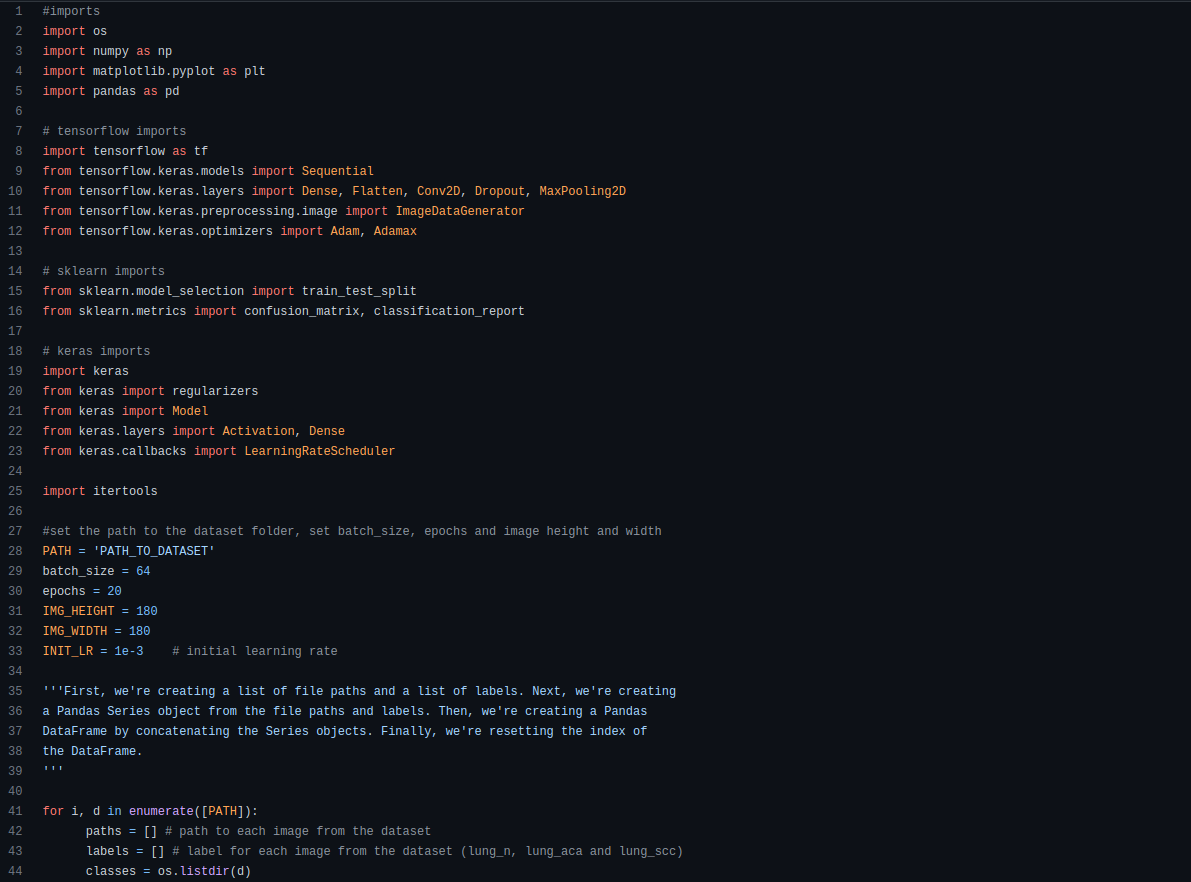 1 #imports
2 import os
3 import numpy as np
4 import matplotlib.pyplot as plt
5 import pandas as pd
6
7 # tensorflow imports
8 import tensorflow as tf
9 from tensorflow.keras.models import Sequential
10 from tensorflow.keras.layers import Dense, Flatten, Conv2D, Dropout, MaxPooling2D
11 from tensorflow.keras.preprocessing.image import ImageDataGenerator
12 from tensorflow.keras.optimizers import Adam, Adamax
13
14 # sklearn imports
15 from sklearn.model_selection import train_test_split
16 from sklearn.metrics import confusion_matrix, classification_report
17
18 # keras imports
19 import keras
20 from keras import regularizers
21 from keras import Model
22 from keras.layers import Activation, Dense
23 from keras.callbacks import LearningRateScheduler
24
25 import itertools
26
27 #set the path to the dataset folder, set batch_size, epochs and image height and width
28 PATH = 'PATH_TO_DATASET'
29 batch_size = 64
30 epochs = 20
31 IMG_HEIGHT = 180
32 IMG_WIDTH = 180
33 INIT_LR = 1e-3    # initial learning rate
34
35 '''First, we're creating a list of file paths and a list of labels. Next, we're creating
36 a Pandas Series object from the file paths and labels. Then, we're creating a Pandas
37 DataFrame by concatenating the Series objects. Finally, we're resetting the index of
38 the DataFrame.
39 '''
40
41 for i, d in enumerate([PATH]):
42       paths = [] # path to each image from the dataset
43       labels = [] # label for each image from the dataset (lung_n, lung_aca and lung_scc)
44       classes = os.listdir(d)